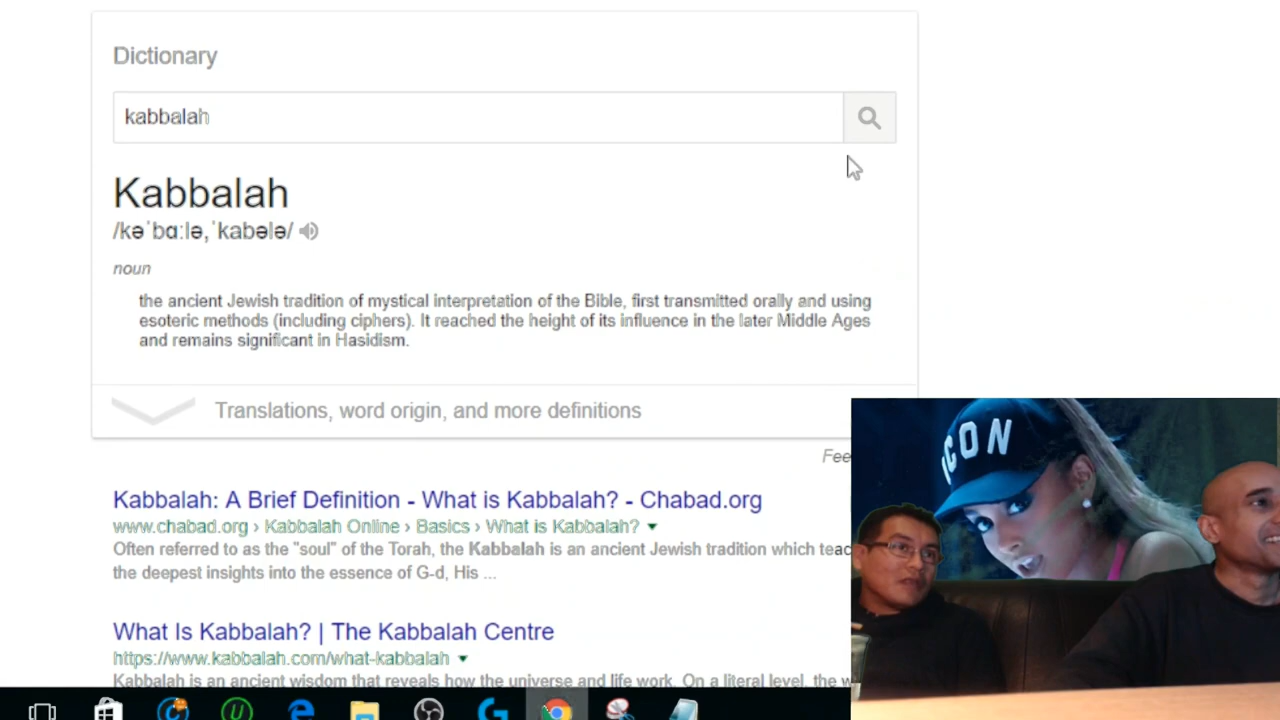 Dictionary
kabbalah
Kabbalah
/kəˈbɑːlə,ˈkabələ/
noun
the ancient Jewish tradition of mystical interpretation of the Bible, first transmitted orally and using
esoteric methods (including ciphers). It reached the height of its influence in the later Middle Ages
and remains significant in Hasidism.
Translations, word origin, and more definitions
Fee
Kabbalah: A Brief Definition - What is Kabbalah? - Chabad.org
www.chabad.org › Kabbalah Online › Basics › What is Kabbalah?
Often referred to as the "soul" of the Torah, the Kabbalah is an ancient Jewish tradition which teac
the deepest insights into the essence of G-d, His ...
What Is Kabbalah? | The Kabbalah Centre
https://www.kabbalah.com/what-kabbalah
Kabbalah is an ancient wisdom that reveals how the universe and life work. On a literal level, the w
ICON